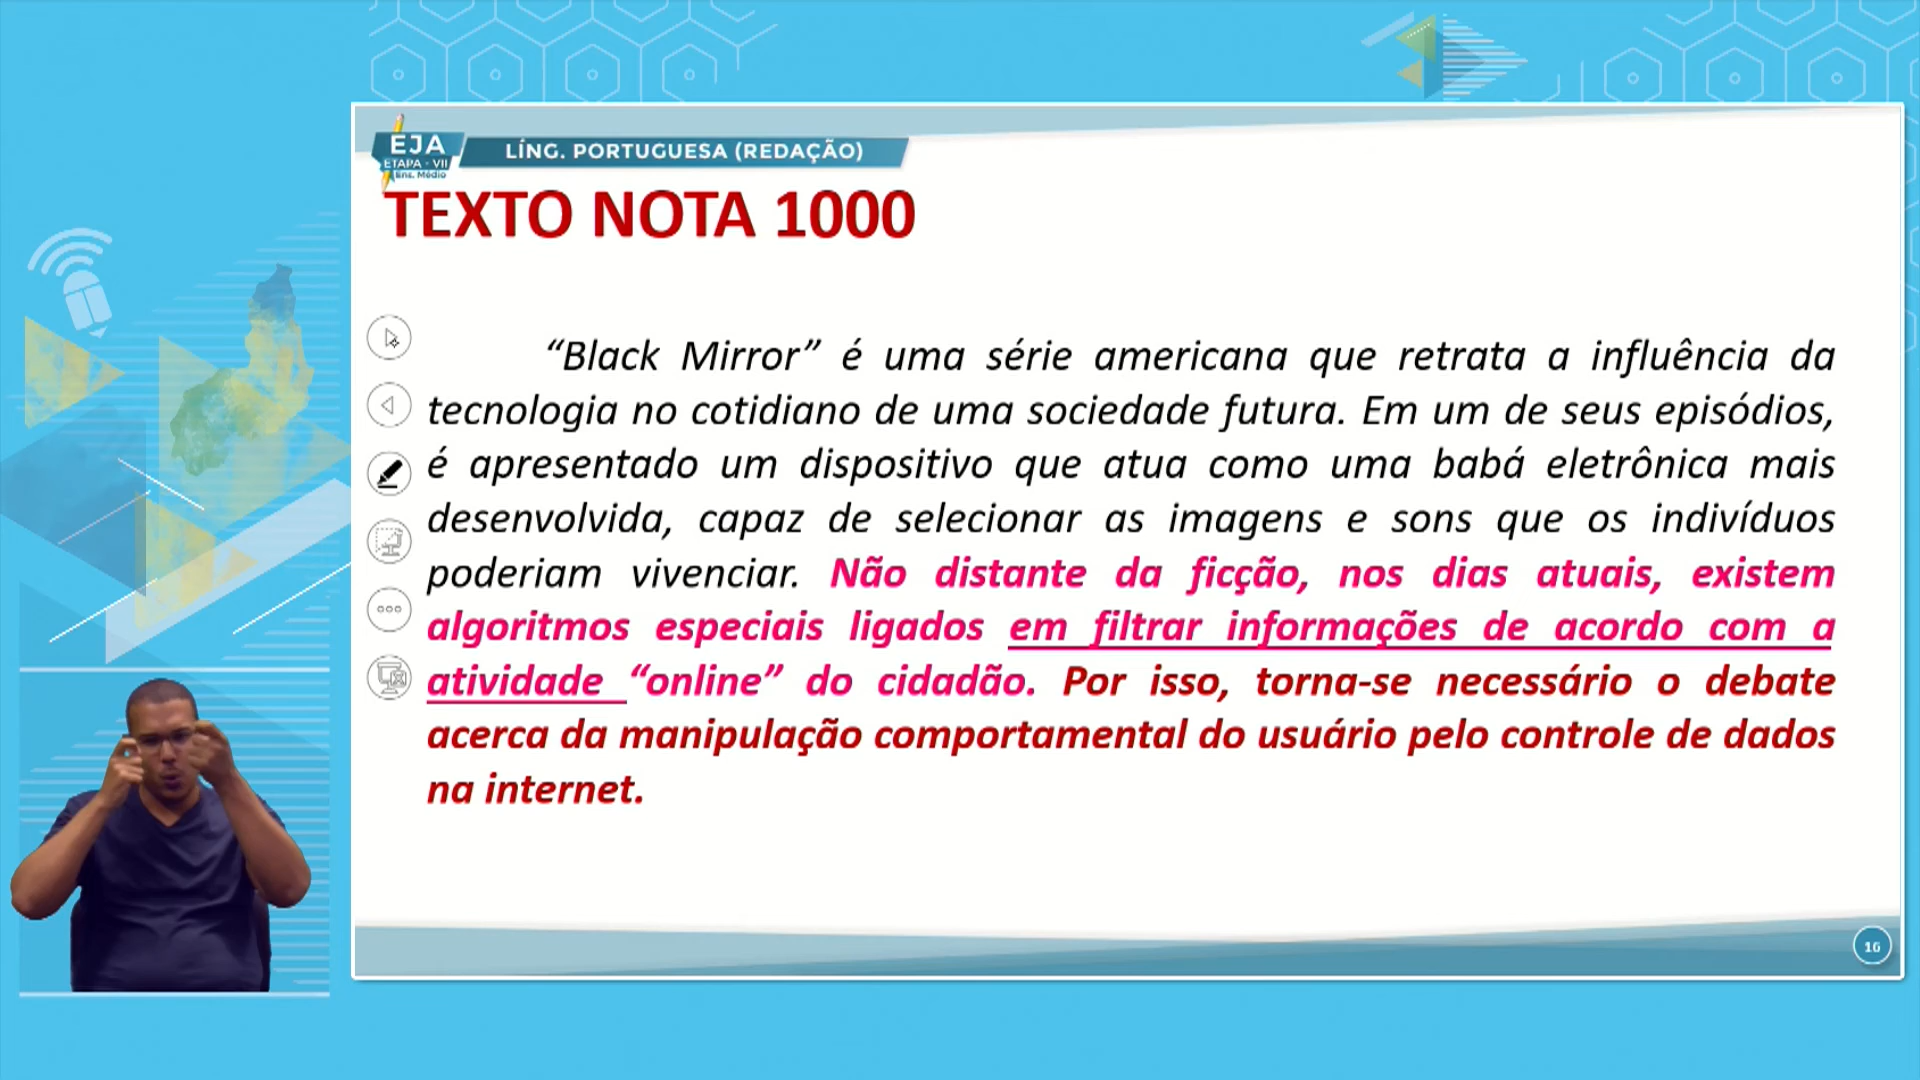 EJA
ETAPA - VII
Ens. Médio
LÍNG. PORTUGUESA (REDAÇÃO)
TEXTO NOTA 1000
“Black Mirror” é uma série americana que retrata a influência da
tecnologia no cotidiano de uma sociedade futura. Em um de seus episódios,
é apresentado um dispositivo que atua como uma babá eletrônica mais
desenvolvida, capaz de selecionar as imagens e sons que os indivíduos
poderiam vivenciar. Não distante da ficção, nos dias atuais, existem
algoritmos especiais ligados em filtrar informações de acordo com a
atividade “online” do cidadão. Por isso, torna-se necessário o debate
acerca da manipulação comportamental do usuário pelo controle de dados
na internet.
16